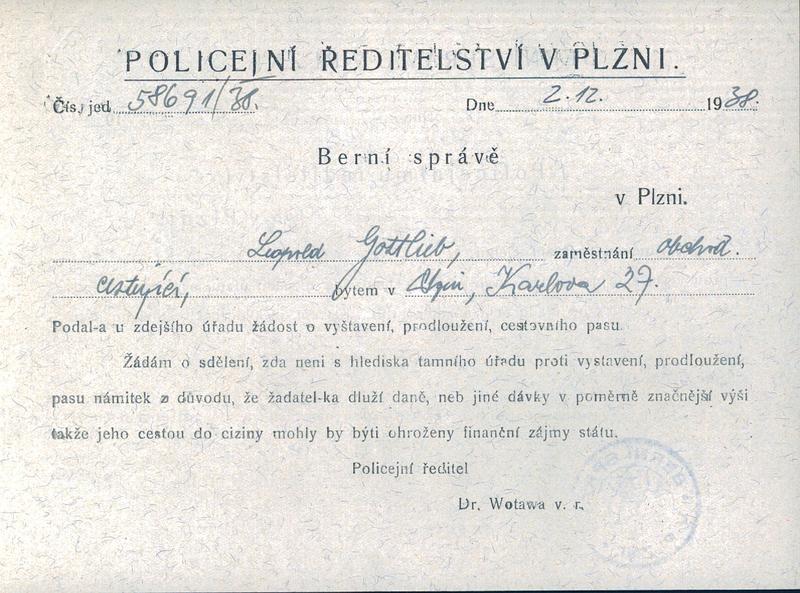 POLICEJNÍ ŘEDITELSTVÍ V PLZNI.
Čís. jed. 58691/38. Dne 2.12. 1938.
Berní správě
v Plzni.
Leopold Gottlieb, zaměstnání obchod.
cestující, bytem v Plzni, Karlova 27.
Podal-a u zdejšího úřadu žádost o vyštavení, prodloužení, cestovního pasu.
Žádám o sdělení, zda neni s hlediska tamního úřadu proti vystavení, prodloužení,
pasu námitek z důvodu, že žadatel-ka dluží daně, neb jiné dávky v poměrně značnější výši
takže jeho cestou do ciziny mohly by býti ohroženy finanční zájmy státu.
Policejní ředitel
Dr. Wotawa v. r.